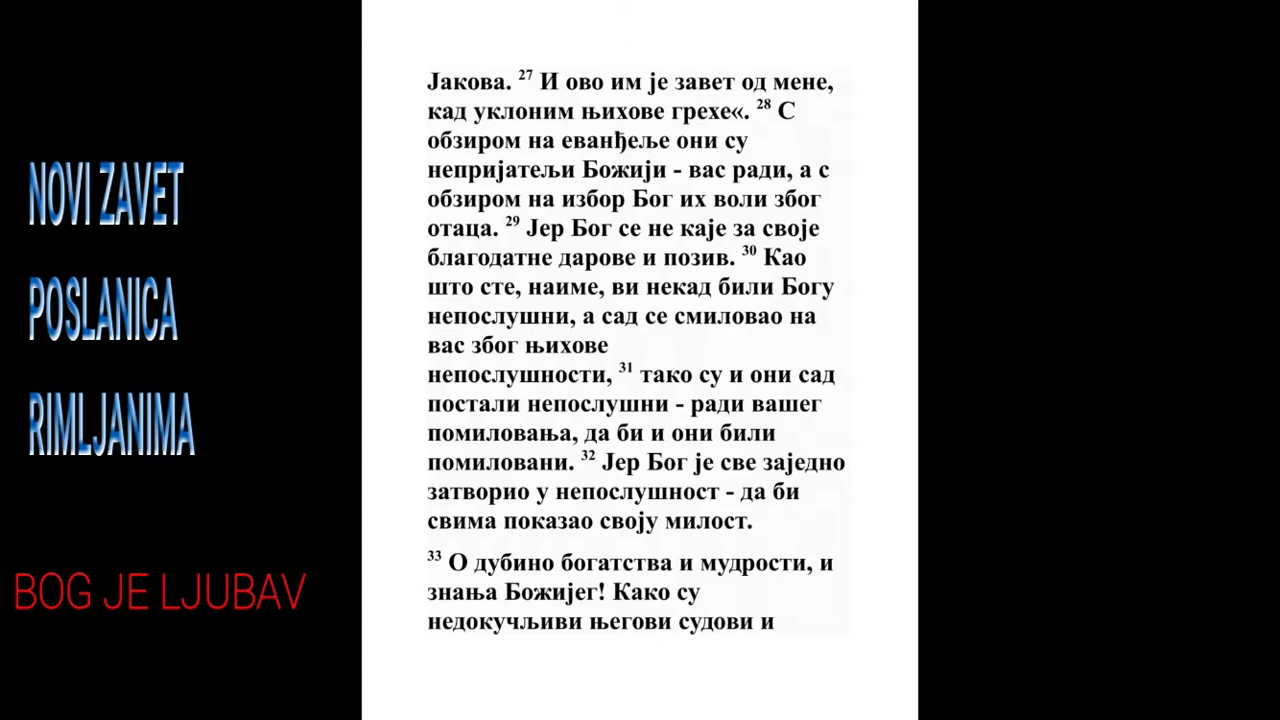 NOVI ZAVET
POSLANICA
RIMLJANIMA
BOG JE LJUBAV
Јакова. 27 И ово им је завет од мене,
кад уклоним њихове грехе«. 28 С
обзиром на еванђеље они су
непријатељи Божији - вас ради, а с
обзиром на избор Бог их воли због
отаца. 29 Јер Бог се не каје за своје
благодатне дарове и позив. 30 Као
што сте, наиме, ви некад били Богу
непослушни, а сад се смиловао на
вас због њихове
непослушности, 31 тако су и они сад
постали непослушни - ради вашег
помиловања, да би и они били
помиловани. 32 Јер Бог је све заједно
затворио у непослушност - да би
свима показао своју милост.
33 О дубино богатства и мудрости, и
знања Божијег! Како су
недокучљиви његови судови и